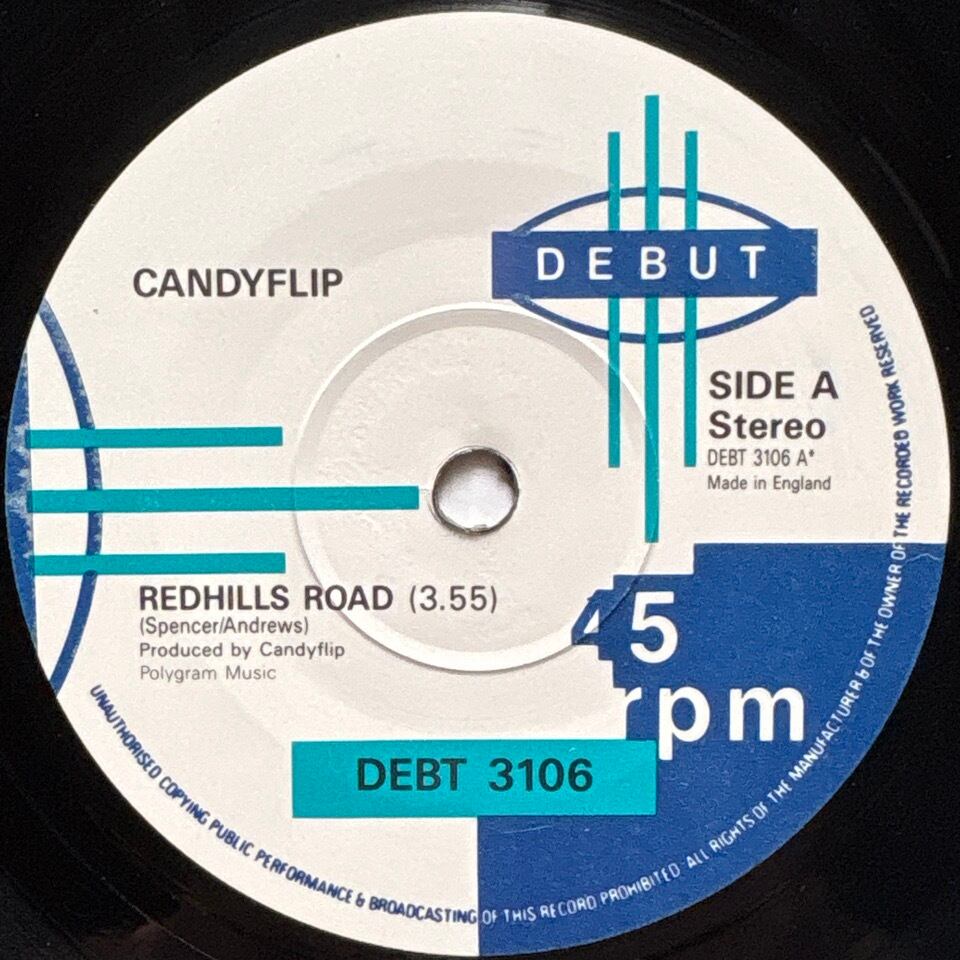 CANDYFLIP
DEBUT
SIDE A
Stereo
DEBT 3106 A*
Made in England
REDHILLS ROAD (3.55)
(Spencer/Andrews)
Produced by Candyflip
Polygram Music
45
rpm
DEBT 3106
UNAUTHORISED COPYING PUBLIC PERFORMANCE & BROADCASTING OF THIS RECORD PROHIBITED · ALL RIGHTS OF THE MANUFACTURER & OF THE OWNER OF THE RECORDED WORK RESERVED